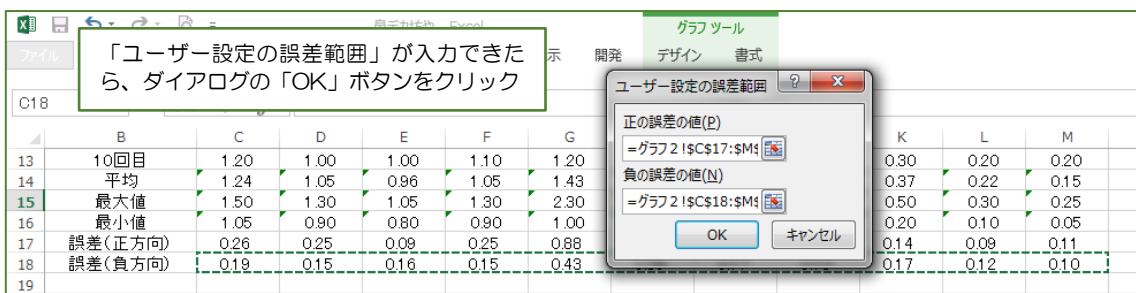 Excel
グラフ ツール
ファイル
「ユーザー設定の誤差範囲」が入力できた
ら、ダイアログの「OK」ボタンをクリック
示 開発 デザイン 書式
ユーザー設定の誤差範囲
C18
正の誤差の値(P)
=グラフ2!$C$17:$M$
負の誤差の値(N)
=グラフ2!$C$18:$M$
OK キャンセル
B C D E F G K L M
13 10回目 1.20 1.00 1.00 1.10 1.20 0.30 0.20 0.20
14 平均 1.24 1.05 0.96 1.05 1.43 0.37 0.22 0.15
15 最大値 1.50 1.30 1.05 1.30 2.30 0.50 0.30 0.25
16 最小値 1.05 0.90 0.80 0.90 1.00 0.20 0.10 0.05
17 誤差(正方向) 0.26 0.25 0.09 0.25 0.88 0.14 0.09 0.11
18 誤差(負方向) 0.19 0.15 0.16 0.15 0.43 0.17 0.12 0.10
19